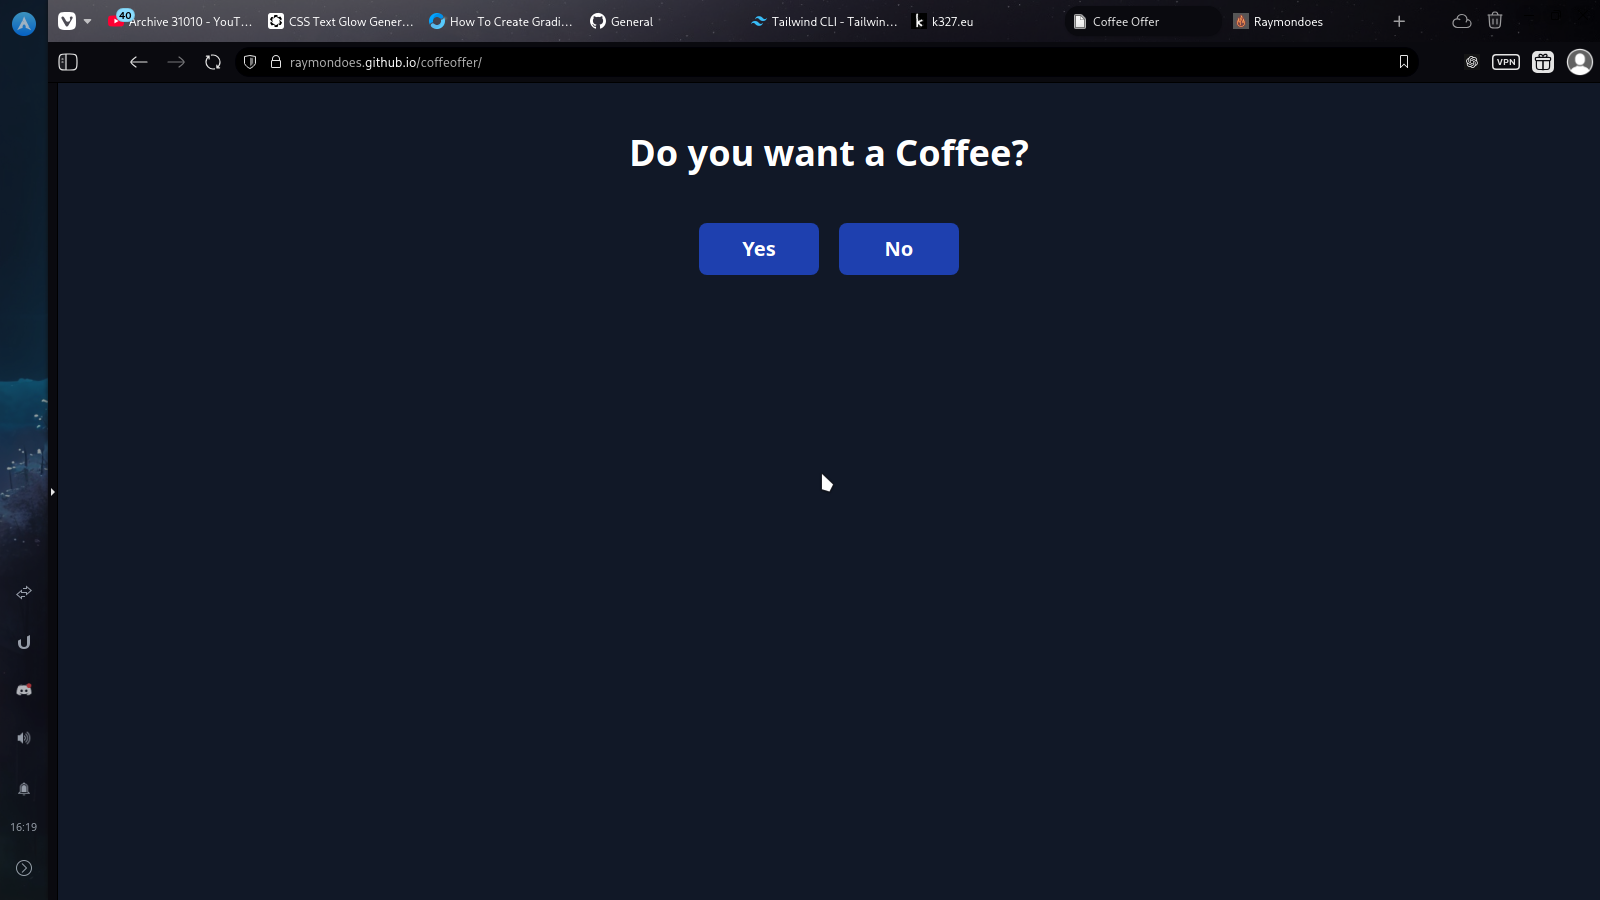 40
Archive 31010 - YouT...
CSS Text Glow Gener...
How To Create Gradi...
General
Tailwind CLI - Tailwin...
k k327.eu
Coffee Offer
Raymondoes
raymondoes.github.io/coffeoffer/
VPN
Do you want a Coffee?
Yes
No
16:19